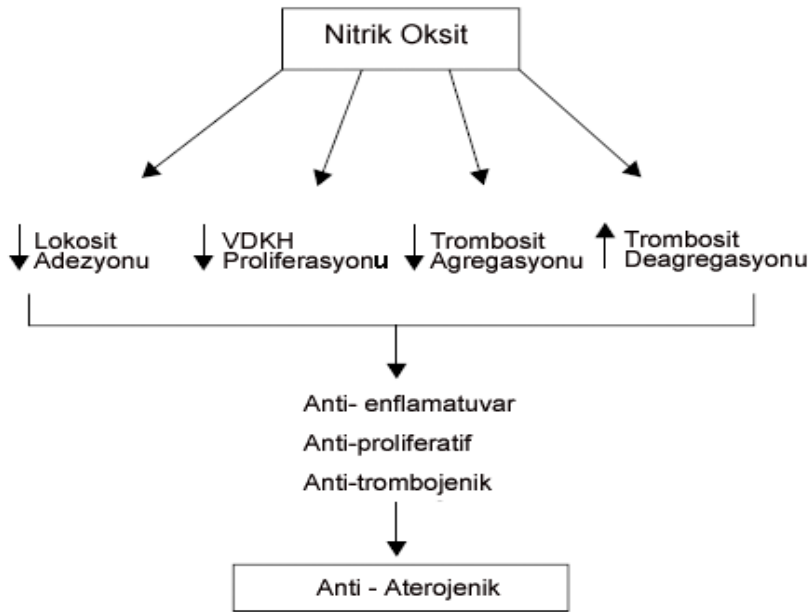 Nitrik Oksit
Lokosit
Adezyonu
VDKH
Proliferasyonu
Trombosit
Agregasyonu
Trombosit
Deagregasyonu
Anti- enflamatuvar
Anti-proliferatif
Anti-trombojenik
Anti - Aterojenik